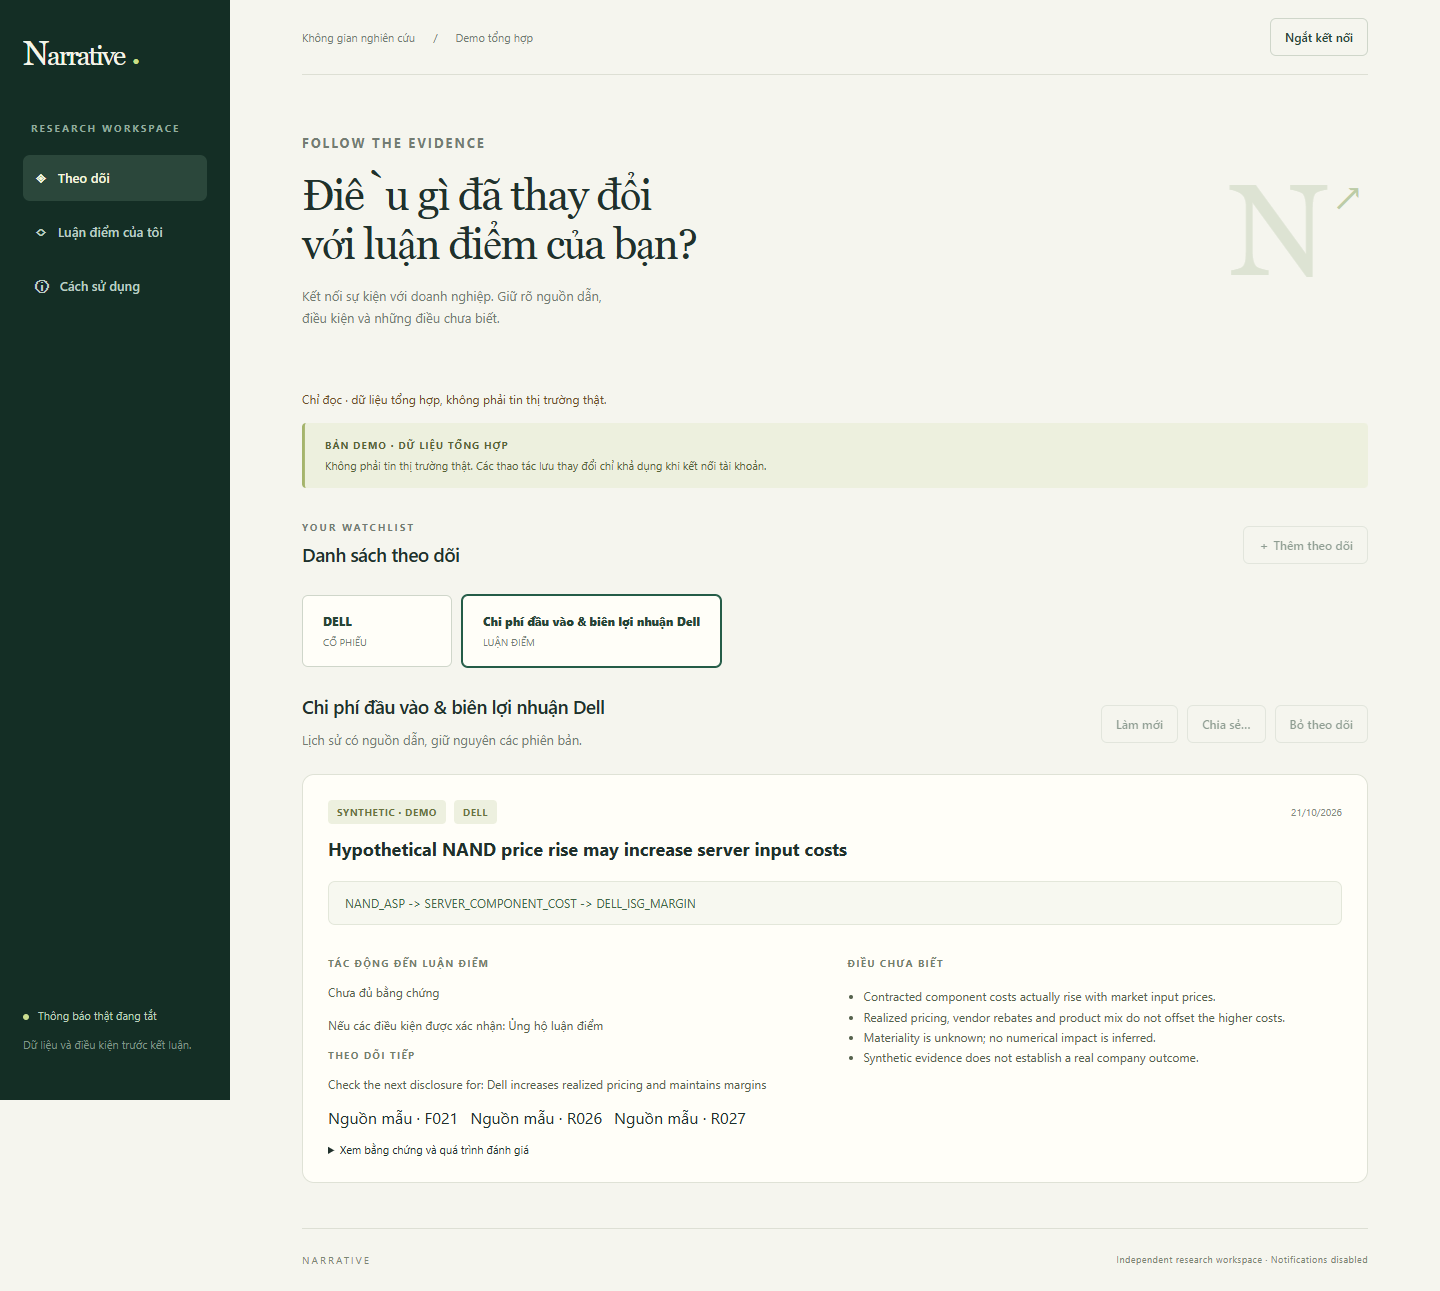 Narrative.
RESEARCH WORKSPACE
Theo dõi
Luận điểm của tôi
Cách sử dụng
Thông báo thật đang tắt
Dữ liệu và điều kiện trước kết luận.
Không gian nghiên cứu / Demo tổng hợp
Ngắt kết nối
FOLLOW THE EVIDENCE
Điều gì đã thay đổi
với luận điểm của bạn?
N↗
Kết nối sự kiện với doanh nghiệp. Giữ rõ nguồn dẫn,
điều kiện và những điều chưa biết.
Chỉ đọc · dữ liệu tổng hợp, không phải tin thị trường thật.
BẢN DEMO · DỮ LIỆU TỔNG HỢP
Không phải tin thị trường thật. Các thao tác lưu thay đổi chỉ khả dụng khi kết nối tài khoản.
YOUR WATCHLIST
Danh sách theo dõi
+ Thêm theo dõi
DELL
CỔ PHIẾU
Chi phí đầu vào & biên lợi nhuận Dell
LUẬN ĐIỂM
Chi phí đầu vào & biên lợi nhuận Dell
Lịch sử có nguồn dẫn, giữ nguyên các phiên bản.
Làm mới
Chia sẻ...
Bỏ theo dõi
SYNTHETIC · DEMO
DELL
21/10/2026
Hypothetical NAND price rise may increase server input costs
NAND_ASP -> SERVER_COMPONENT_COST -> DELL_ISG_MARGIN
TÁC ĐỘNG ĐẾN LUẬN ĐIỂM
Chưa đủ bằng chứng
Nếu các điều kiện được xác nhận: Ủng hộ luận điểm
THEO DÕI TIẾP
Check the next disclosure for: Dell increases realized pricing and maintains margins
Nguồn mẫu · F021 Nguồn mẫu · R026 Nguồn mẫu · R027
▶ Xem bằng chứng và quá trình đánh giá
ĐIỀU CHƯA BIẾT
• Contracted component costs actually rise with market input prices.
• Realized pricing, vendor rebates and product mix do not offset the higher costs.
• Materiality is unknown; no numerical impact is inferred.
• Synthetic evidence does not establish a real company outcome.
NARRATIVE
Independent research workspace · Notifications disabled